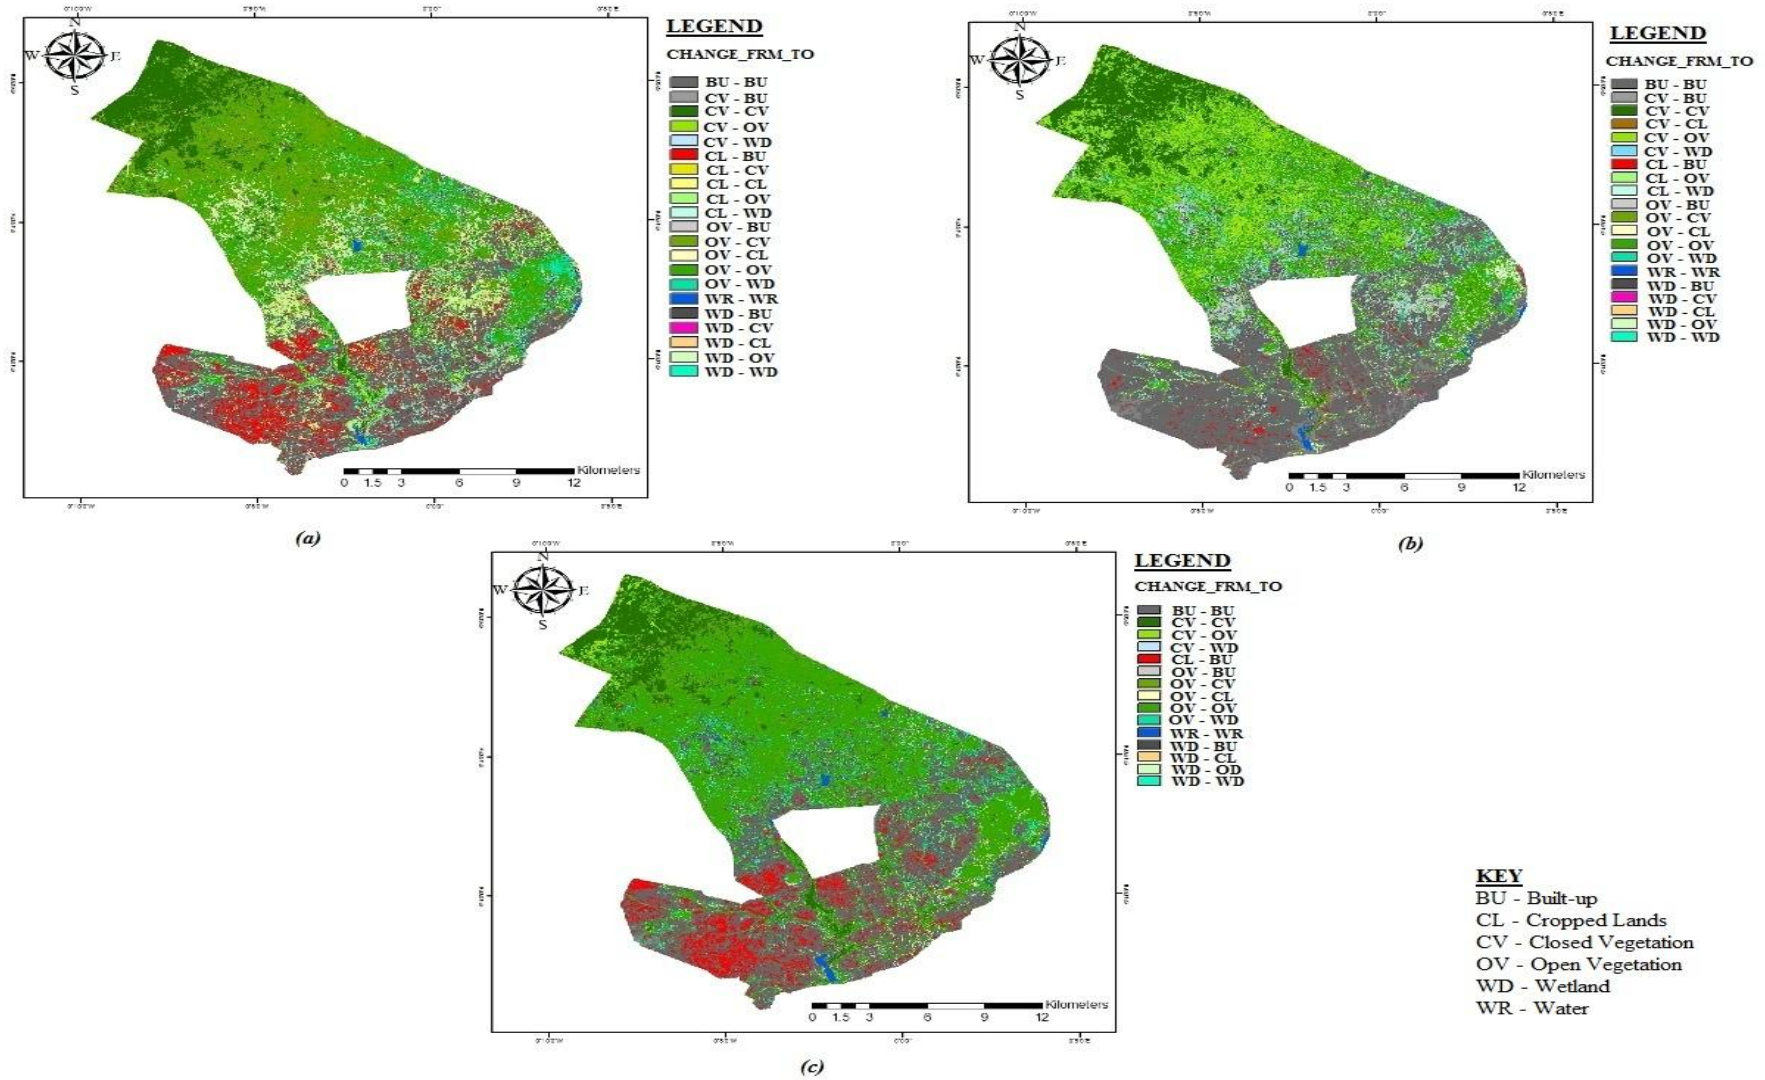 N
W E
S
LEGEND
CHANGE_FRM_TO
BU - BU
CV - BU
CV - CV
CV - OV
CV - WD
CL - BU
CL - CV
CL - CL
CL - OV
CL - WD
OV - BU
OV - CV
OV - CL
OV - OV
OV - WD
WR - WR
WD - BU
WD - CV
WD - CL
WD - OV
WD - WD
Kilometers
0 1.5 3 6 9 12
(a)
N
W E
S
LEGEND
CHANGE_FRM_TO
BU - BU
CV - BU
CV - CV
CV - CL
CV - OV
CV - WD
CL - BU
CL - OV
CL - WD
OV - BU
OV - CV
OV - CL
OV - OV
OV - WD
WR - WR
WD - BU
WD - CV
WD - CL
WD - OV
WD - WD
Kilometers
0 1.5 3 6 9 12
(b)
N
W E
S
LEGEND
CHANGE_FRM_TO
BU - BU
CV - CV
CV - OV
CV - WD
CL - BU
OV - BU
OV - CV
OV - CL
OV - OV
OV - WD
WR - WR
WD - BU
WD - CL
WD - OD
WD - WD
Kilometers
0 1.5 3 6 9 12
(c)
KEY
BU - Built-up
CL - Cropped Lands
CV - Closed Vegetation
OV - Open Vegetation
WD - Wetland
WR - Water